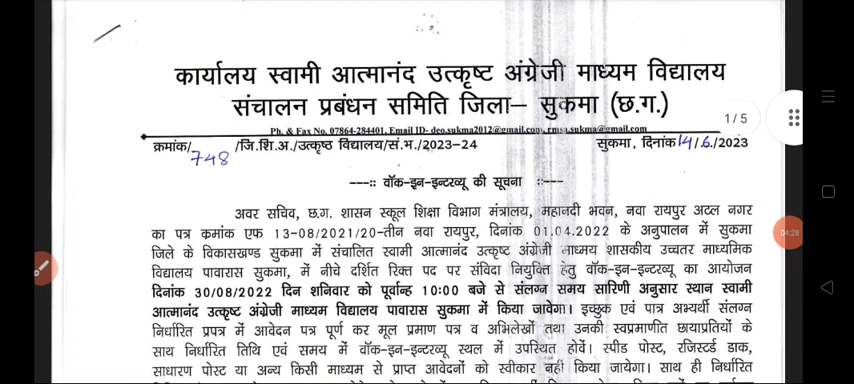 कार्यालय स्वामी आत्मानंद उत्कृष्ट अंग्रेजी माध्यम विद्यालय
संचालन प्रबंधन समिति जिला– सुकमा (छ.ग.)
1/5
Ph. & Fax No. 07864-284401, Email ID- deo.sukma2012@gmail.com, rmsa.sukma@gmail.com
क्रमांक/748/जि.शि.अ./उत्कृष्ठ विद्यालय/सं.भ./2023-24 सुकमा, दिनांक 14/6/2023
---:: वॉक-इन-इन्टरव्यू की सूचना ::---
अवर सचिव, छ.ग. शासन स्कूल शिक्षा विभाग मंत्रालय, महानदी भवन, नवा रायपुर अटल नगर
का पत्र क्रमांक एफ 13-08/2021/20-तीन नवा रायपुर, दिनांक 01.04.2022 के अनुपालन में सुकमा
जिले के विकासखण्ड सुकमा में संचालित स्वामी आत्मानंद उत्कृष्ट अंग्रेजी माध्मय शासकीय उच्चतर माध्यमिक
विद्यालय पावारास सुकमा, में नीचे दर्शित रिक्त पद पर संविदा नियुक्ति हेतु वॉक-इन-इन्टरव्यू का आयोजन
दिनांक 30/08/2022 दिन शनिवार को पूर्वान्ह 10:00 बजे से संलग्न समय सारिणी अनुसार स्थान स्वामी
आत्मानन्द उत्कृष्ट अंग्रेजी माध्यम विद्यालय पावारास सुकमा में किया जावेगा। इच्छुक एवं पात्र अभ्यर्थी संलग्न
निर्धारित प्रपत्र में आवेदन पत्र पूर्ण कर मूल प्रमाण पत्र व अभिलेखों तथा उनकी स्वप्रमाणीत छायाप्रतियों के
साथ निर्धारित तिथि एवं समय में वॉक-इन-इन्टरव्यू स्थल में उपस्थित होवें। स्पीड पोस्ट, रजिस्टर्ड डाक,
साधारण पोस्ट या अन्य किसी माध्यम से प्राप्त आवेदनों को स्वीकार नहीं किया जायेगा। साथ ही निर्धारित
04:28